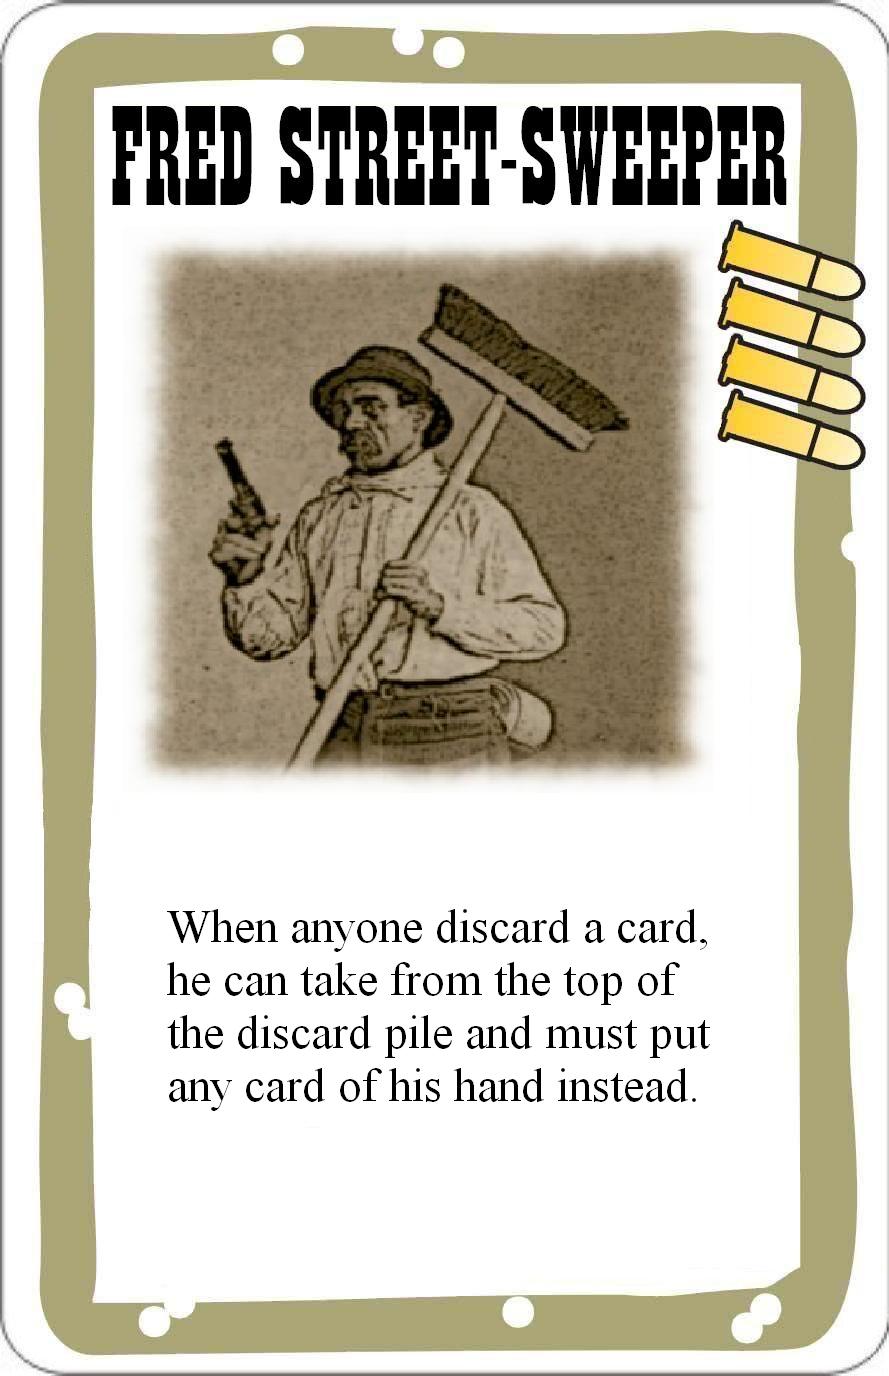 FRED STREET-SWEEPER
When anyone discard a card,
he can take from the top of
the discard pile and must put
any card of his hand instead.